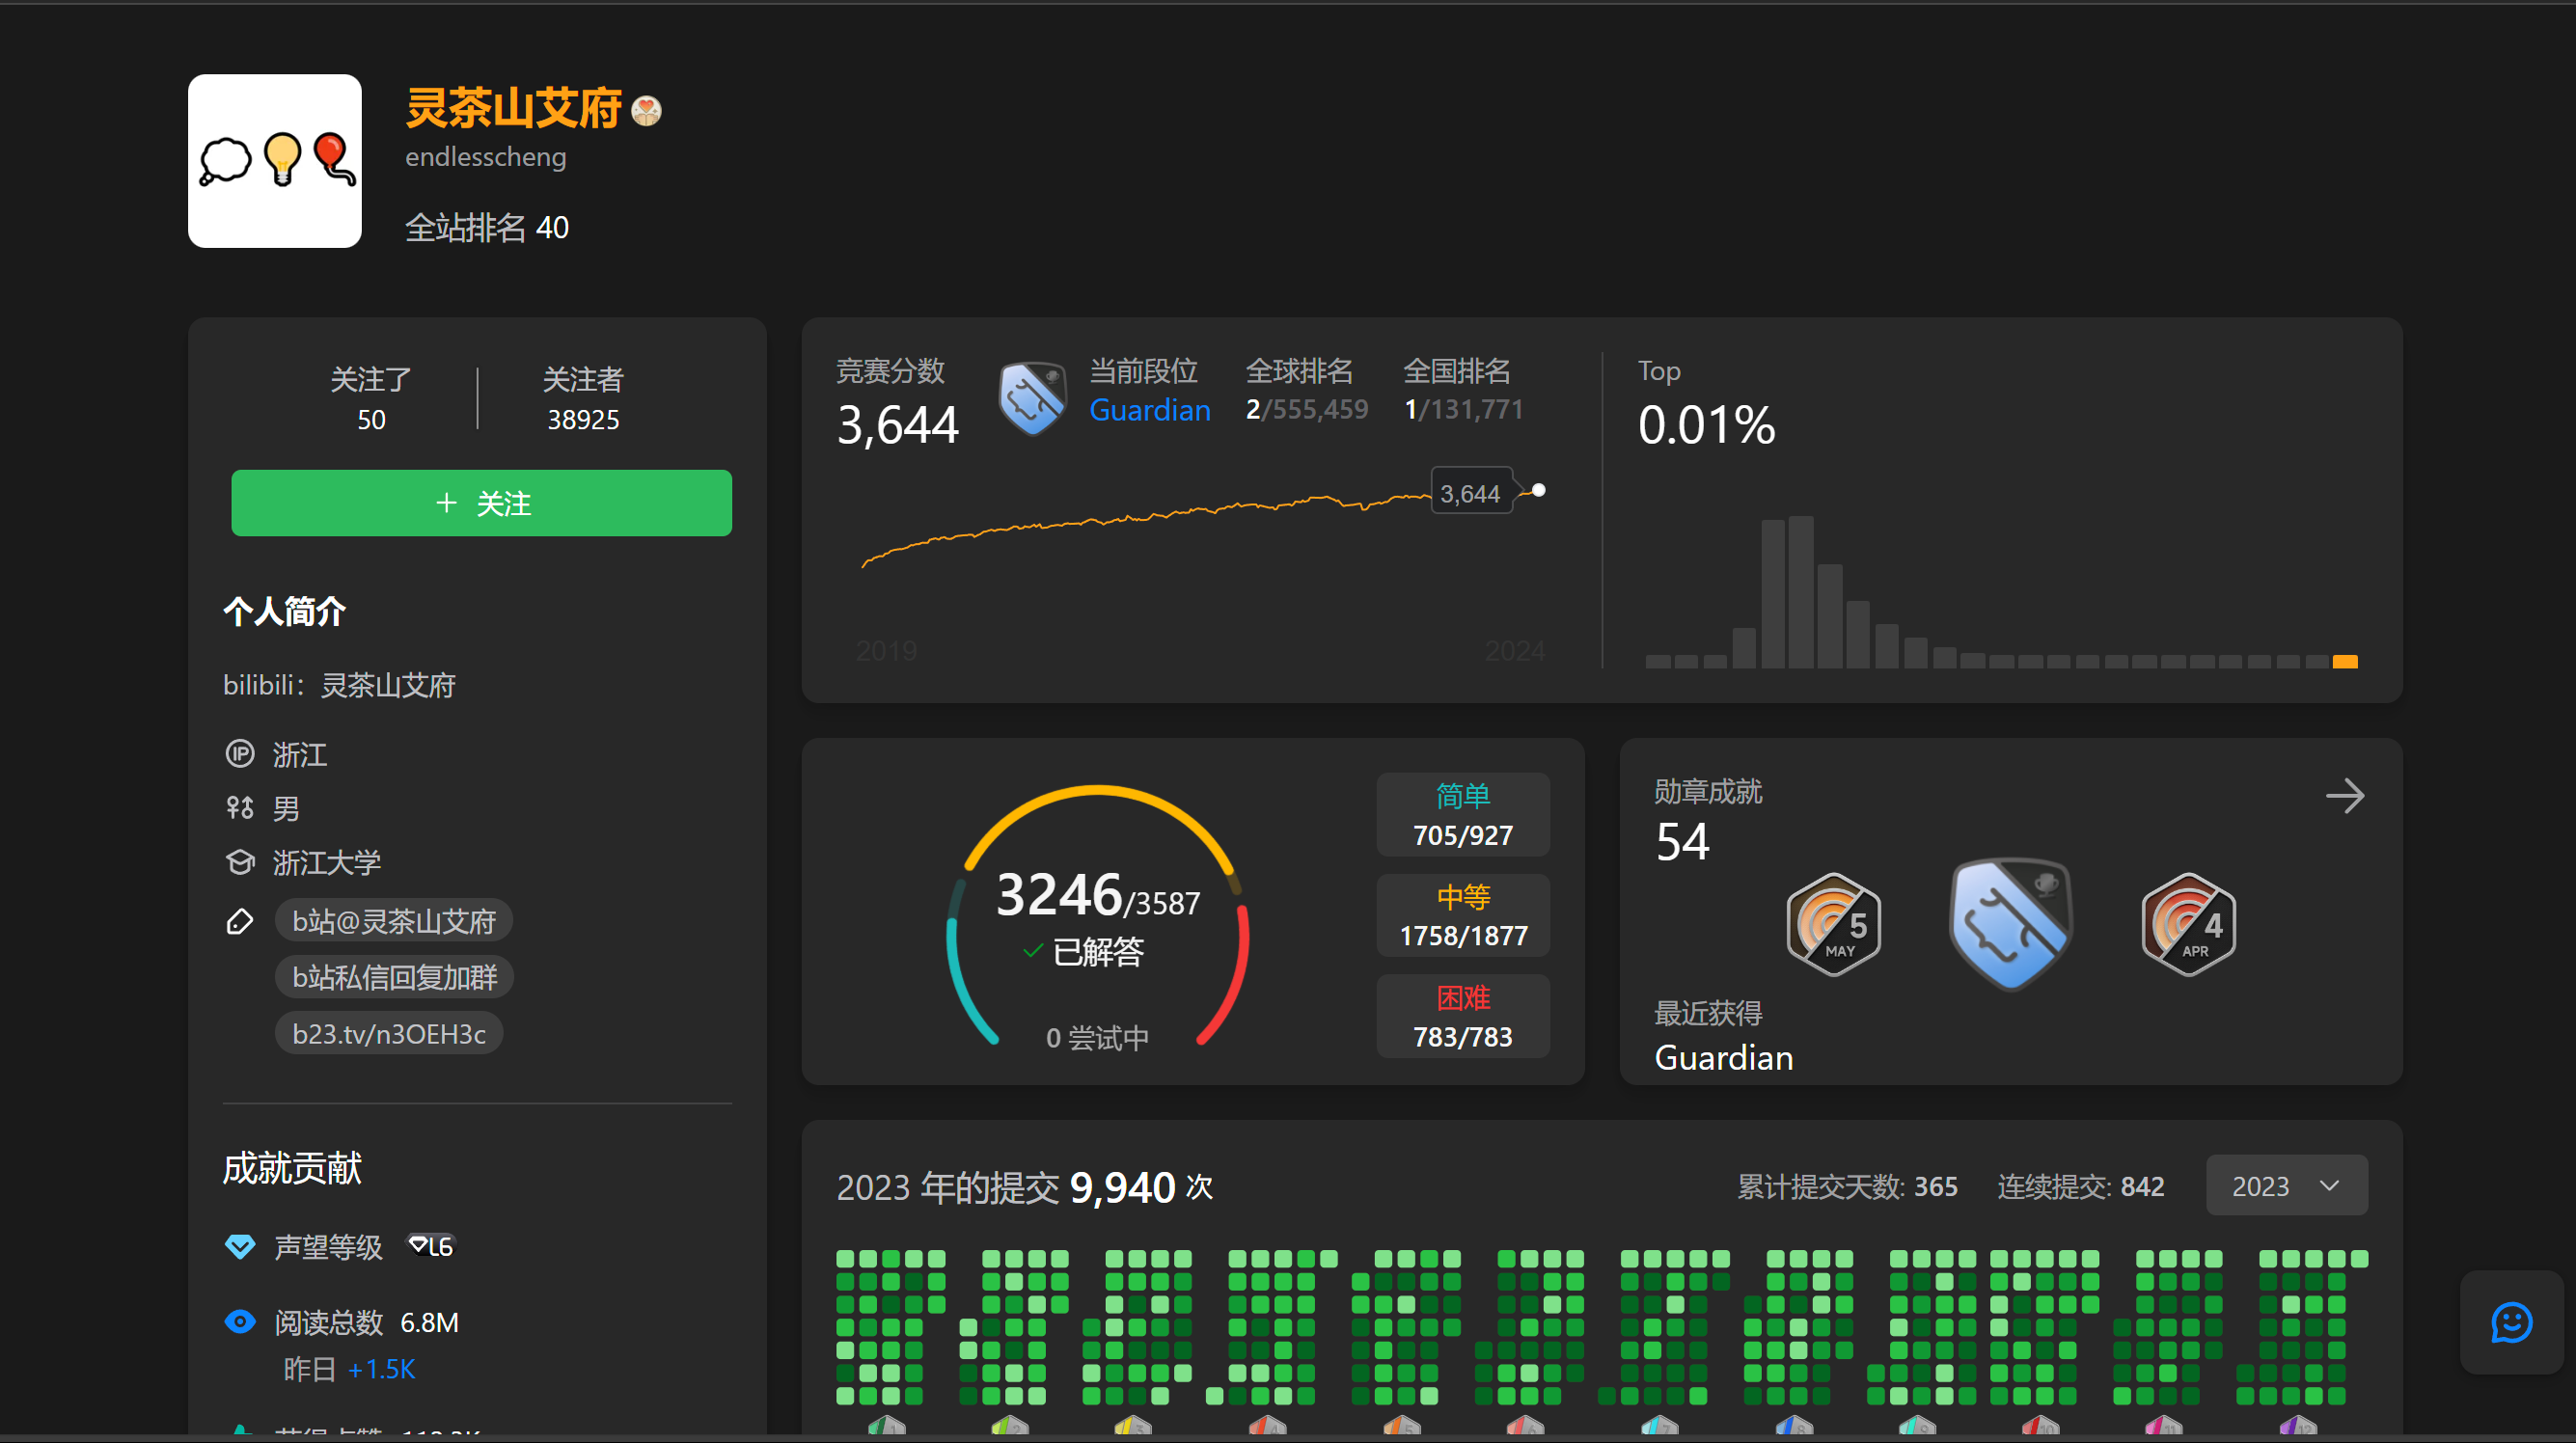 灵茶山艾府
endlesscheng
全站排名 40
关注了
50
关注者
38925
+ 关注
个人简介
bilibili：灵茶山艾府
IP 浙江
男
浙江大学
b站@灵茶山艾府
b站私信回复加群
b23.tv/n3OEH3c
成就贡献
声望等级 L6
阅读总数 6.8M
昨日 +1.5K
竞赛分数
3,644
当前段位
Guardian
全球排名
2/555,459
全国排名
1/131,771
3,644
2019
2024
Top
0.01%
3246/3587
已解答
0 尝试中
简单
705/927
中等
1758/1877
困难
783/783
勋章成就
54
5
MAY
4
APR
最近获得
Guardian
2023 年的提交 9,940 次
累计提交天数: 365
连续提交: 842
2023